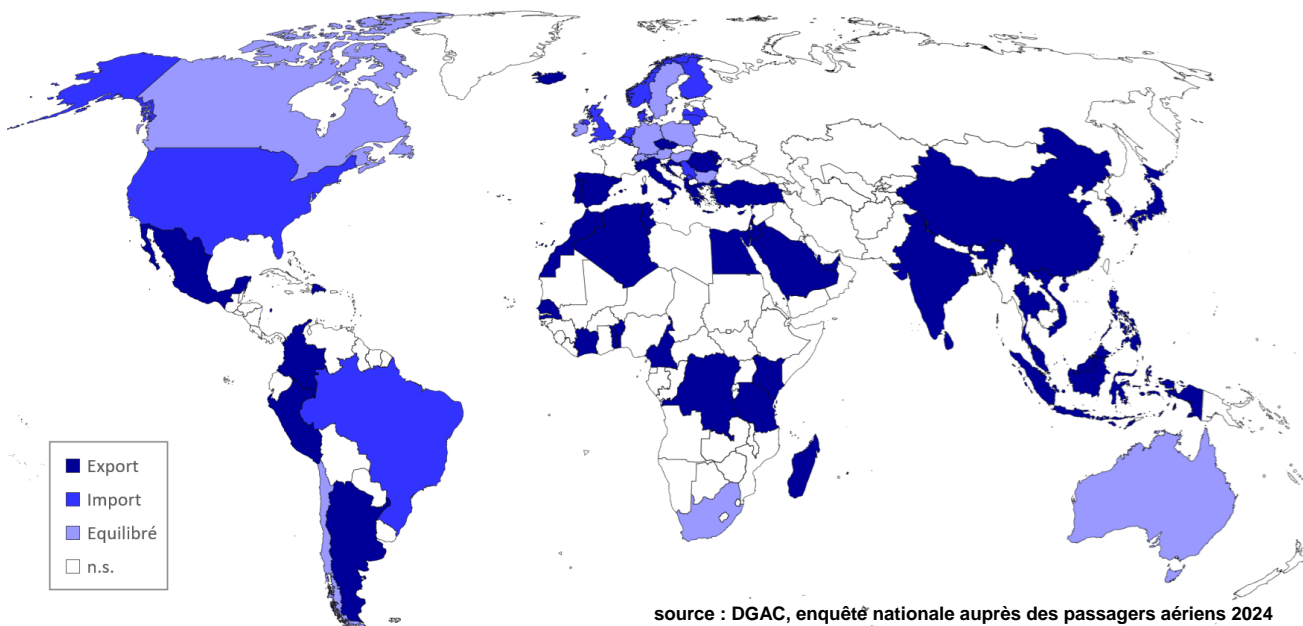 Export
Import
Equilibré
n.s.
source : DGAC, enquête nationale auprès des passagers aériens 2024